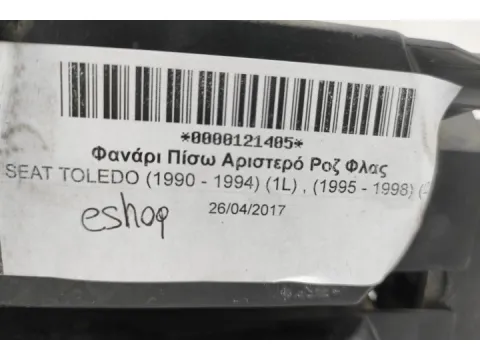 *0000121405*
Φανάρι Πίσω Αριστερό Ροζ Φλας
SEAT TOLEDO (1990 - 1994) (1L) , (1995 - 1998) (
26/04/2017
eshop